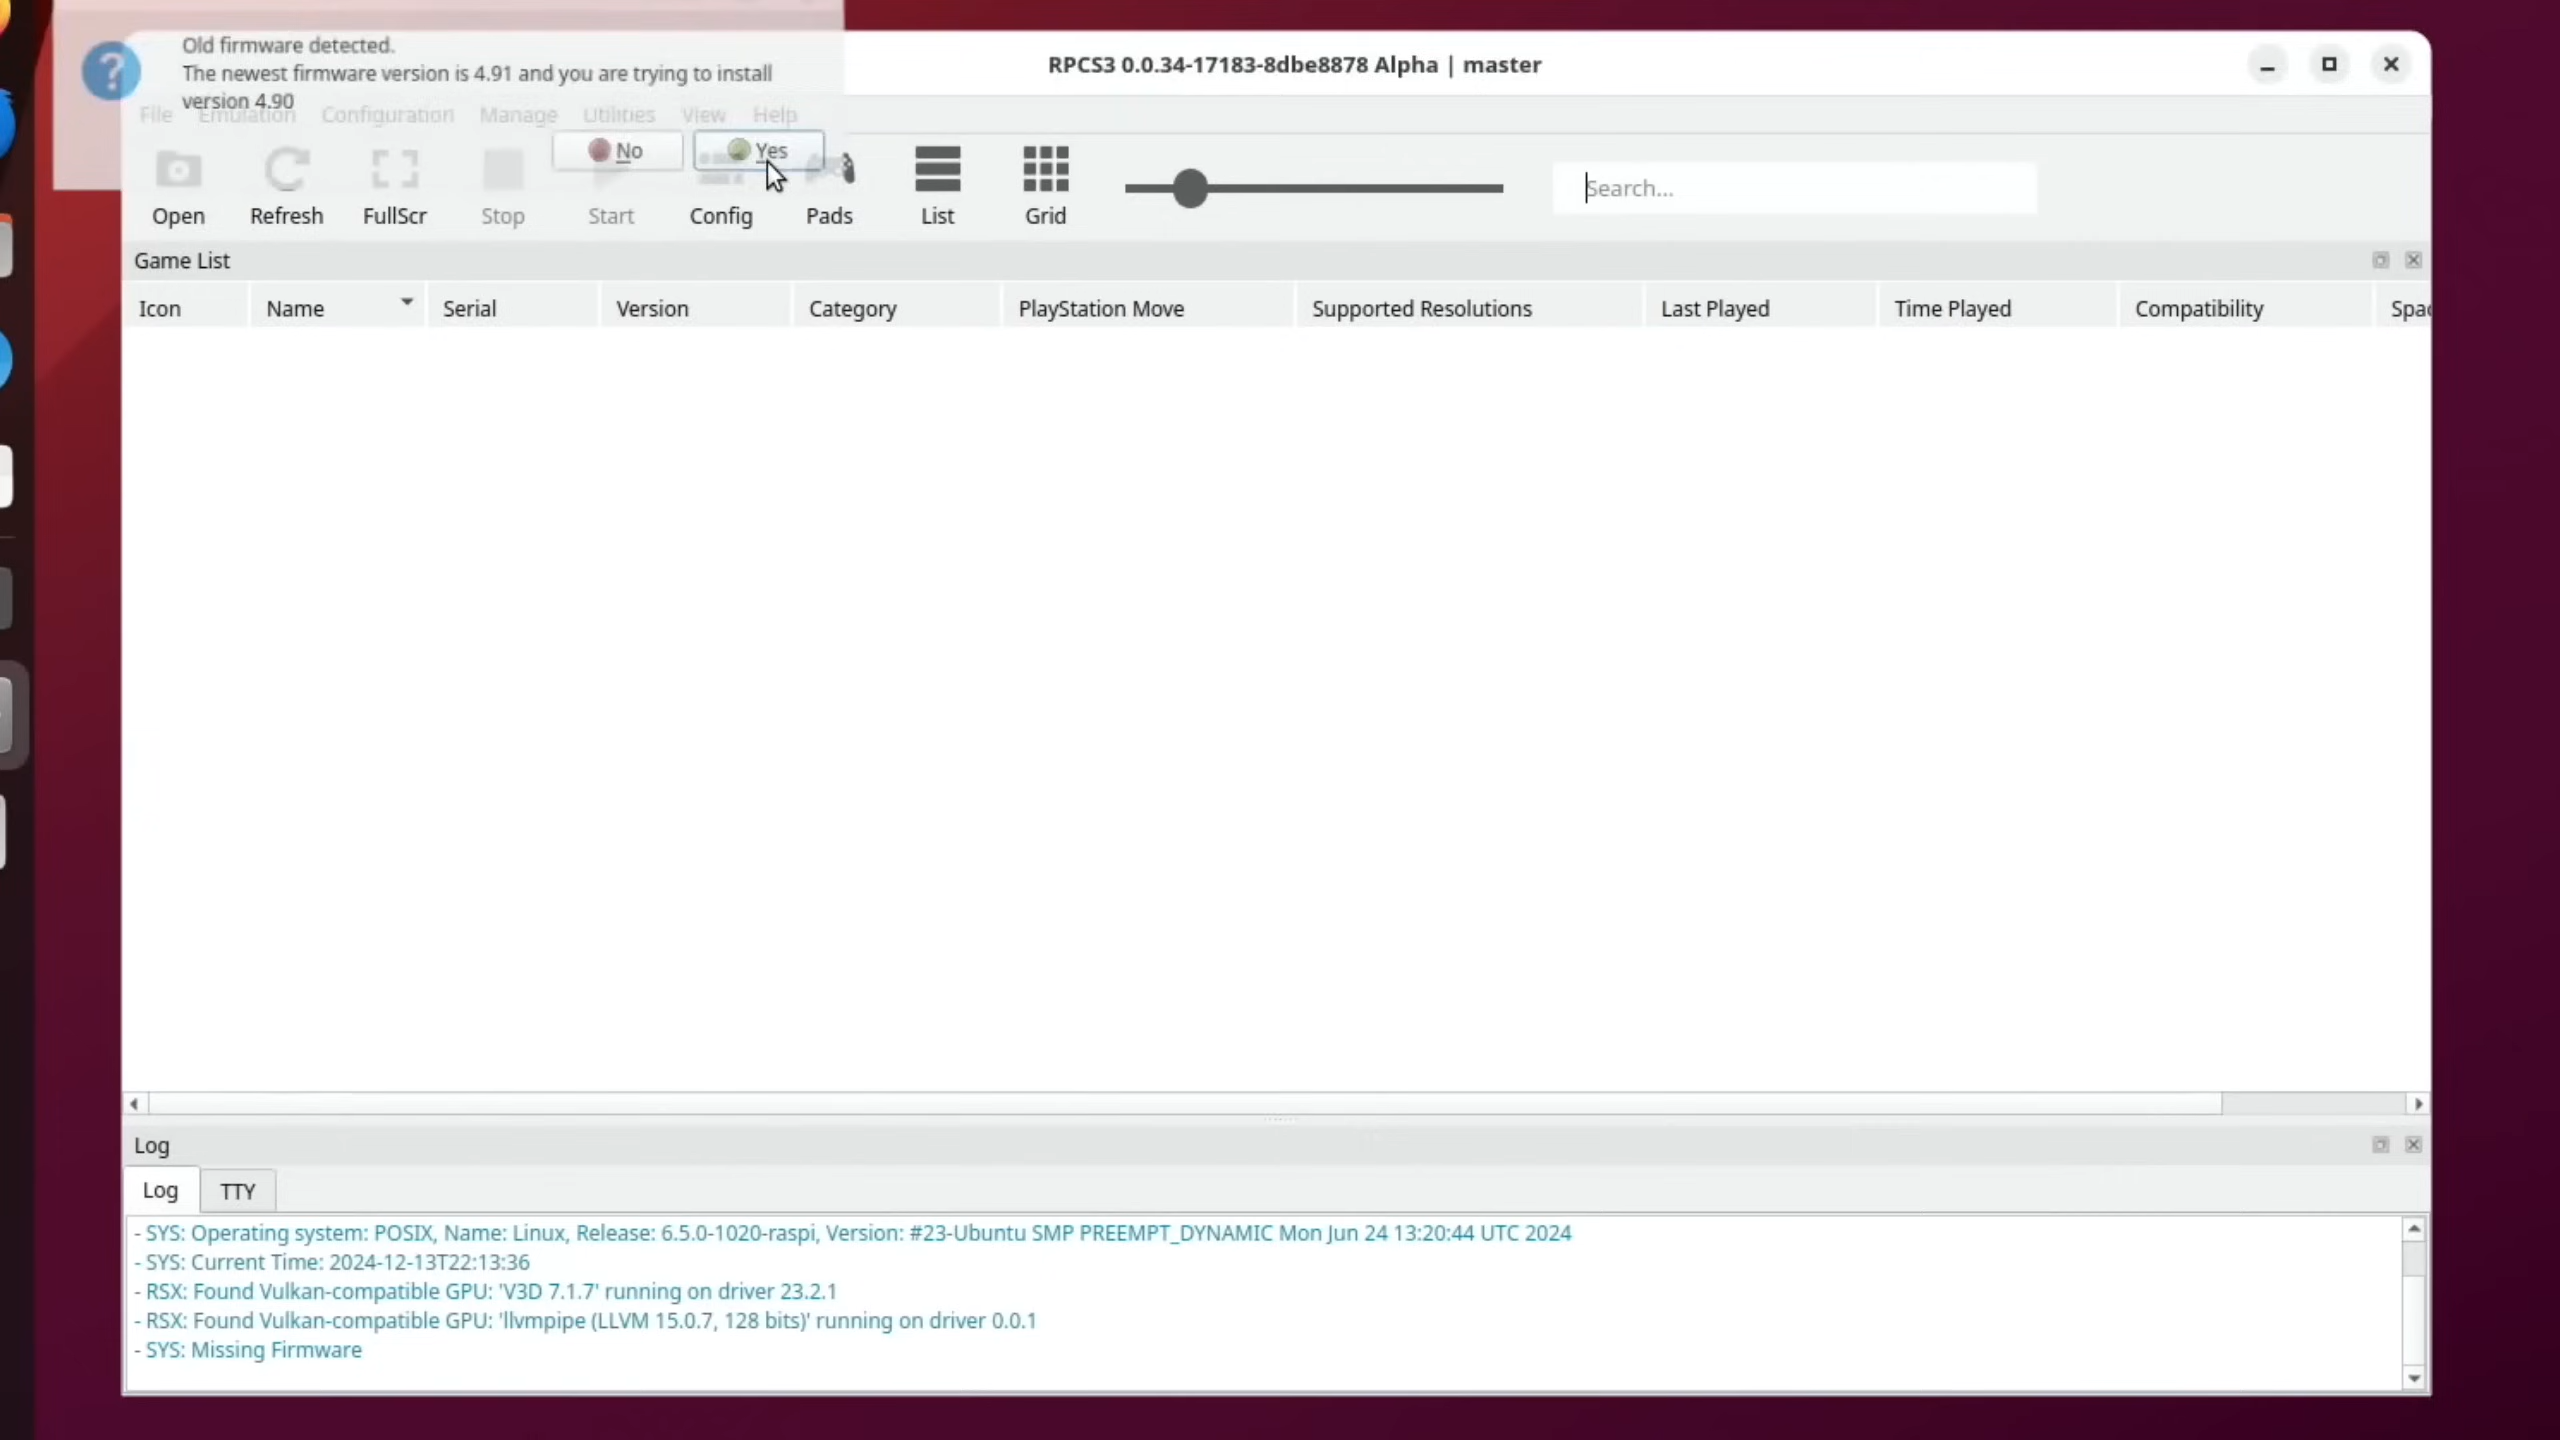 Old firmware detected.
The newest firmware version is 4.91 and you are trying to install
version 4.90
No
Yes
RPCS3 0.0.34-17183-8dbe8878 Alpha | master
File Emulation Configuration Manage Utilities View Help
Open Refresh FullScr Stop Start Config Pads List Grid
Search...
Game List
Icon Name Serial Version Category PlayStation Move Supported Resolutions Last Played Time Played Compatibility Spac
Log
Log TTY
- SYS: Operating system: POSIX, Name: Linux, Release: 6.5.0-1020-raspi, Version: #23-Ubuntu SMP PREEMPT_DYNAMIC Mon Jun 24 13:20:44 UTC 2024
- SYS: Current Time: 2024-12-13T22:13:36
- RSX: Found Vulkan-compatible GPU: 'V3D 7.1.7' running on driver 23.2.1
- RSX: Found Vulkan-compatible GPU: 'llvmpipe (LLVM 15.0.7, 128 bits)' running on driver 0.0.1
- SYS: Missing Firmware